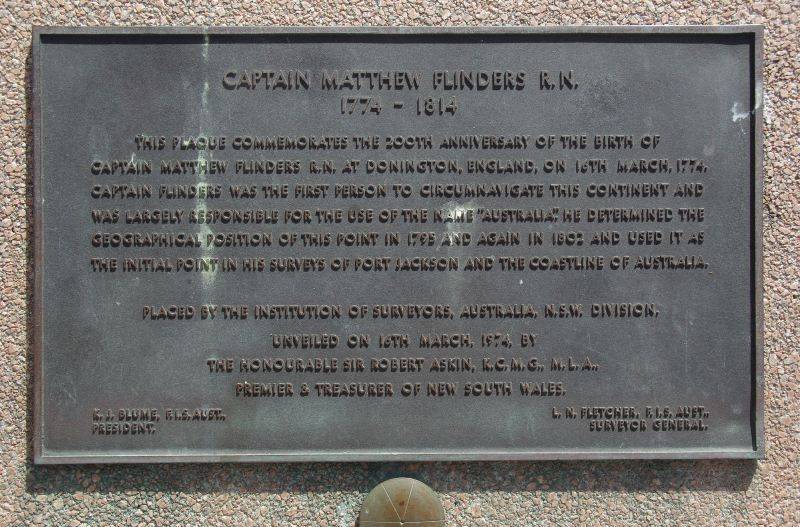 CAPTAIN MATTHEW FLINDERS R.N.
1774 - 1814
THIS PLAQUE COMMEMORATES THE 200TH ANNIVERSARY OF THE BIRTH OF
CAPTAIN MATTHEW FLINDERS R.N. AT DONINGTON, ENGLAND, ON 16TH MARCH, 1774.
CAPTAIN FLINDERS WAS THE FIRST PERSON TO CIRCUMNAVIGATE THIS CONTINENT AND
WAS LARGELY RESPONSIBLE FOR THE USE OF THE NAME "AUSTRALIA". HE DETERMINED THE
GEOGRAPHICAL POSITION OF THIS POINT IN 1795 AND AGAIN IN 1802 AND USED IT AS
THE INITIAL POINT IN HIS SURVEYS OF PORT JACKSON AND THE COASTLINE OF AUSTRALIA.
PLACED BY THE INSTITUTION OF SURVEYORS, AUSTRALIA, N.S.W. DIVISION.
UNVEILED ON 16TH MARCH, 1974, BY
THE HONOURABLE SIR ROBERT ASKIN, K.C.M.G., M.L.A.,
PREMIER & TREASURER OF NEW SOUTH WALES.
K. J. BLUME, F.I.S. AUST.,
PRESIDENT.
L. N. FLETCHER, F.I.S. AUST.,
SURVEYOR GENERAL.